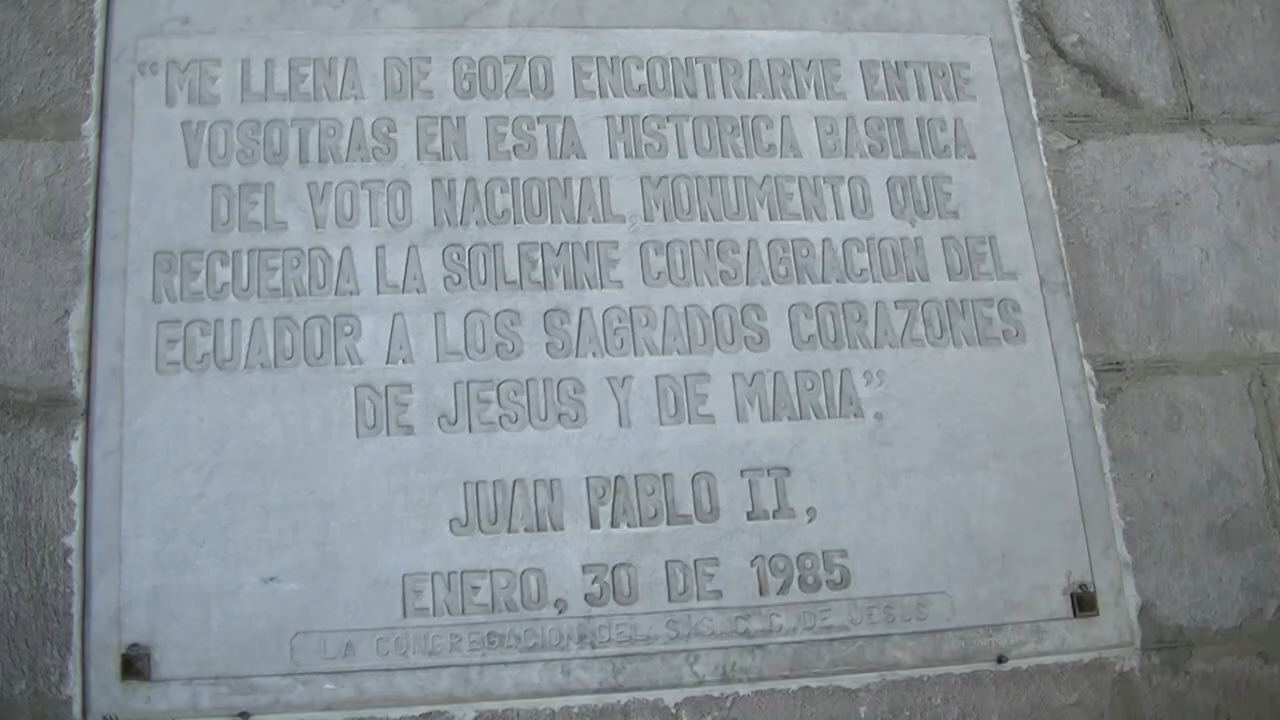 “ME LLENA DE GOZO ENCONTRARME ENTRE
VOSOTRAS EN ESTA HISTORICA BASILICA
DEL VOTO NACIONAL, MONUMENTO QUE
RECUERDA LA SOLEMNE CONSAGRACION DEL
ECUADOR A LOS SAGRADOS CORAZONES
DE JESUS Y DE MARIA”.
JUAN PABLO II,
ENERO, 30 DE 1985
LA CONGREGACION DEL S.S. C.C. DE JESUS